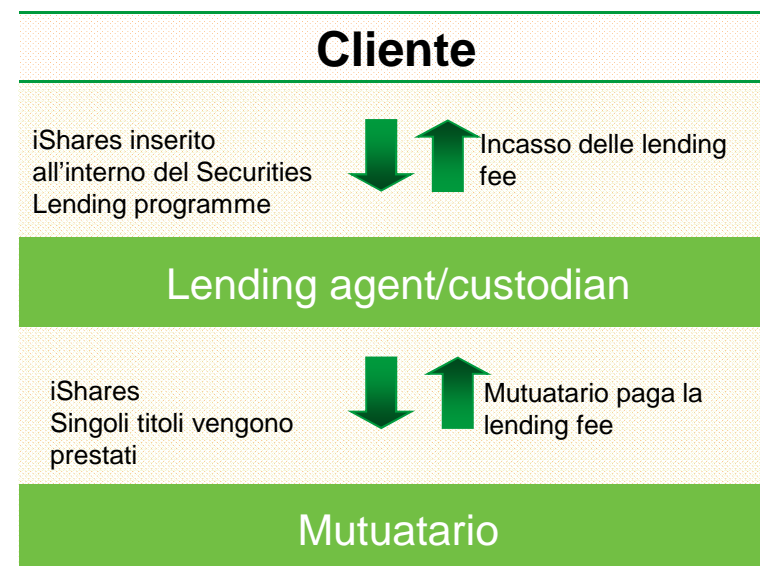 Cliente
iShares inserito
all'interno del Securities
Lending programme
Incasso delle lending
fee
Lending agent/custodian
iShares
Singoli titoli vengono
prestati
Mutuatario paga la
lending fee
Mutuatario